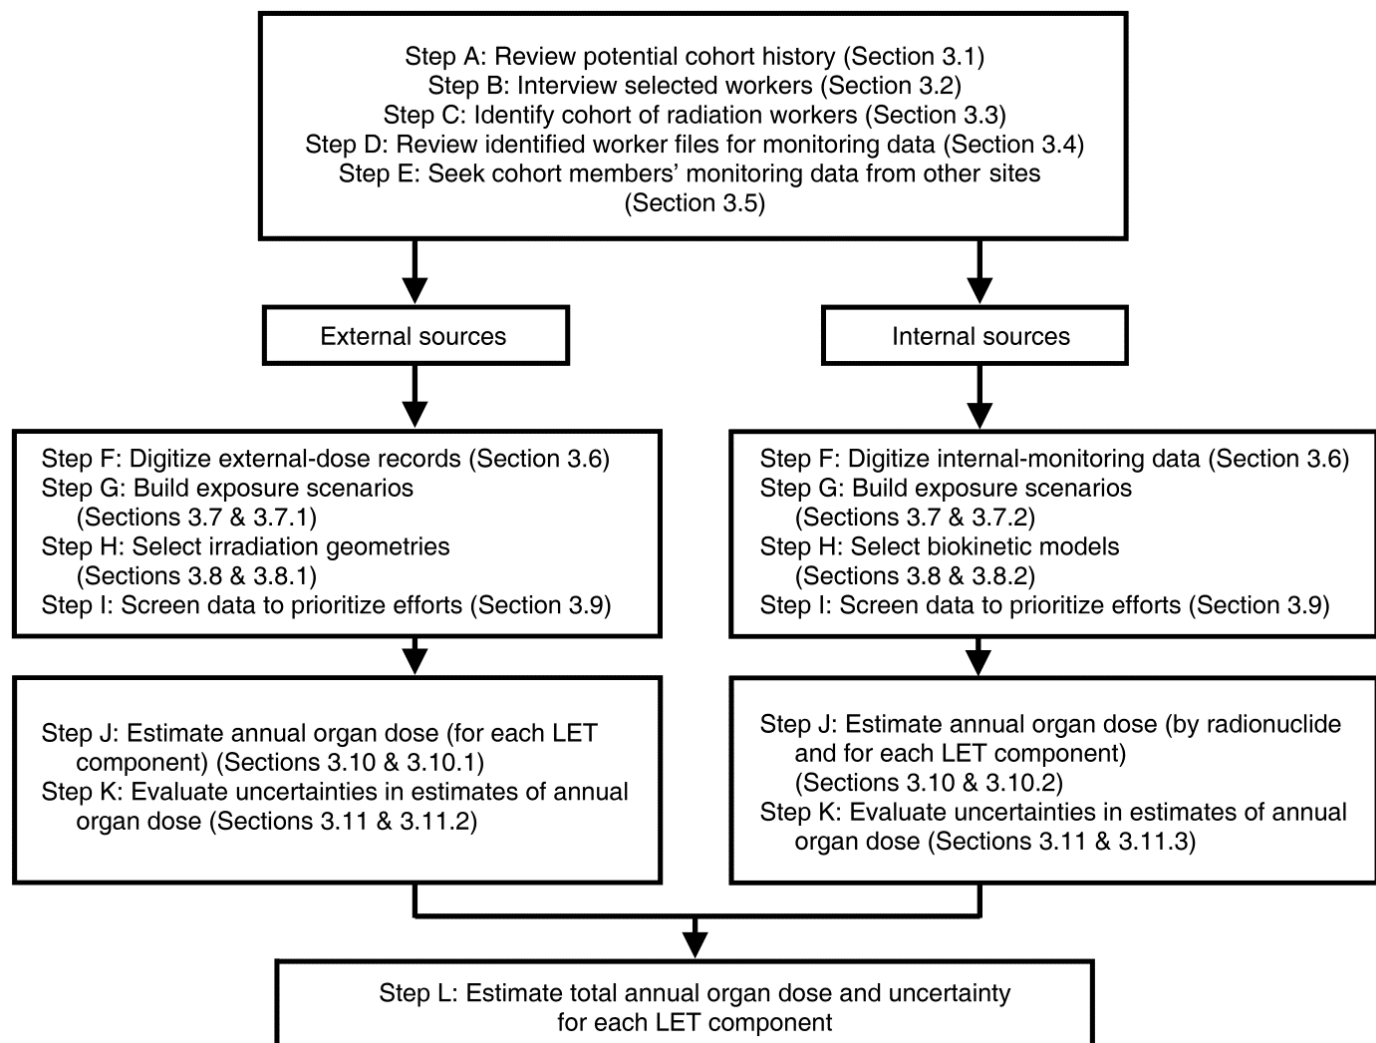 Step A: Review potential cohort history (Section 3.1)
Step B: Interview selected workers (Section 3.2)
Step C: Identify cohort of radiation workers (Section 3.3)
Step D: Review identified worker files for monitoring data (Section 3.4)
Step E: Seek cohort members’ monitoring data from other sites
(Section 3.5)
External sources
Internal sources
Step F: Digitize external-dose records (Section 3.6)
Step G: Build exposure scenarios
(Sections 3.7 & 3.7.1)
Step H: Select irradiation geometries
(Sections 3.8 & 3.8.1)
Step I: Screen data to prioritize efforts (Section 3.9)
Step F: Digitize internal-monitoring data (Section 3.6)
Step G: Build exposure scenarios
(Sections 3.7 & 3.7.2)
Step H: Select biokinetic models
(Sections 3.8 & 3.8.2)
Step I: Screen data to prioritize efforts (Section 3.9)
Step J: Estimate annual organ dose (for each LET
component) (Sections 3.10 & 3.10.1)
Step K: Evaluate uncertainties in estimates of annual
organ dose (Sections 3.11 & 3.11.2)
Step J: Estimate annual organ dose (by radionuclide
and for each LET component)
(Sections 3.10 & 3.10.2)
Step K: Evaluate uncertainties in estimates of annual
organ dose (Sections 3.11 & 3.11.3)
Step L: Estimate total annual organ dose and uncertainty
for each LET component